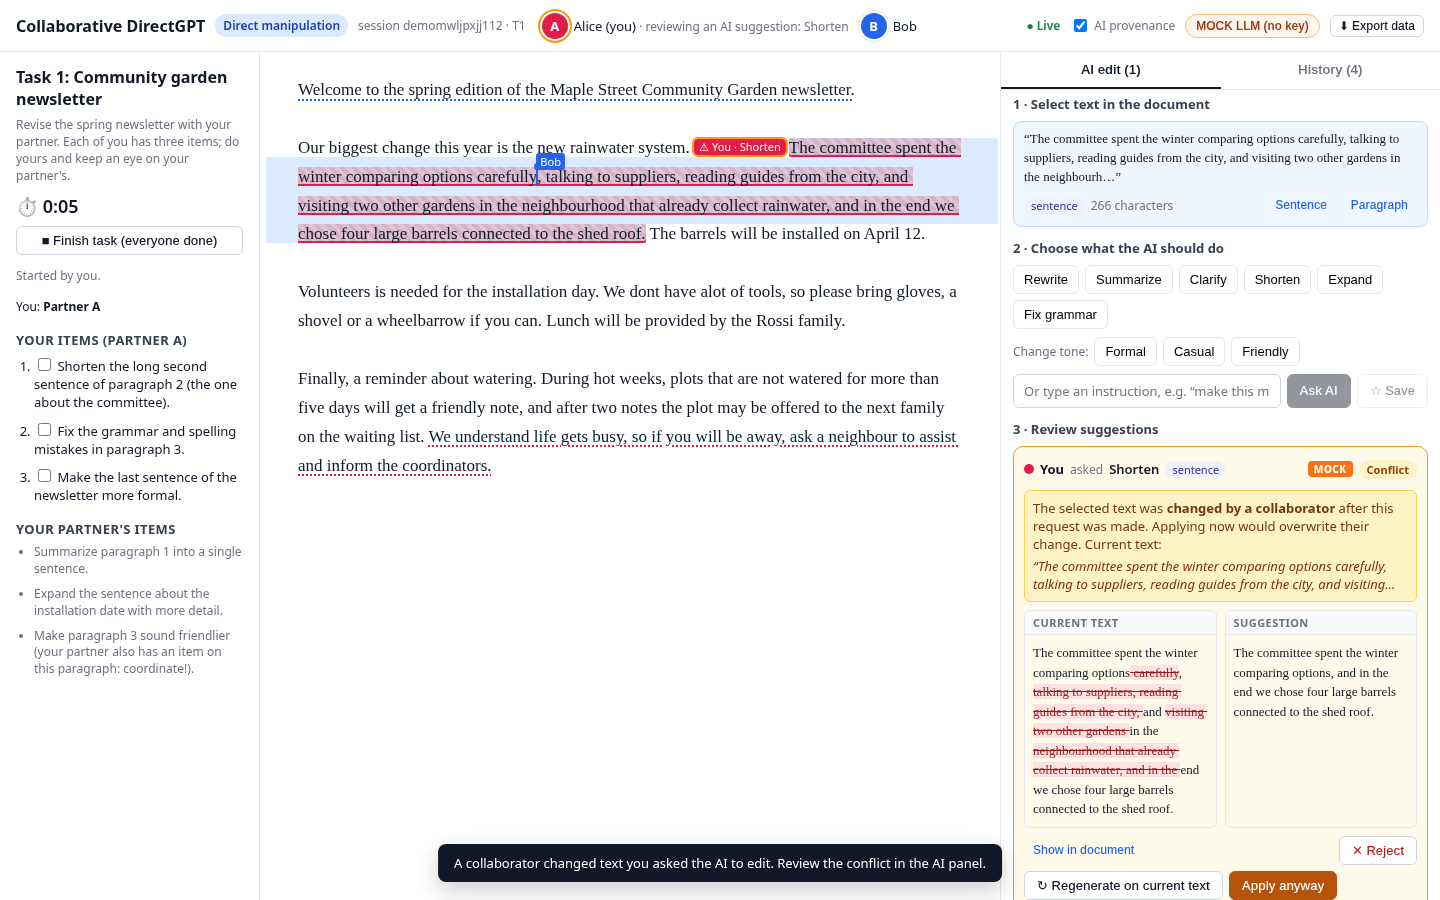 Collaborative DirectGPT
Direct manipulation
session demomwljpxjj112 · T1
A
Alice (you) · reviewing an AI suggestion: Shorten
B
Bob
● Live
AI provenance
MOCK LLM (no key)
⬇ Export data
Task 1: Community garden
newsletter
Revise the spring newsletter with your
partner. Each of you has three items; do
yours and keep an eye on your
partner's.
⏱️ 0:05
■ Finish task (everyone done)
Started by you.
You: Partner A
YOUR ITEMS (PARTNER A)
1. Shorten the long second
sentence of paragraph 2 (the one
about the committee).
2. Fix the grammar and spelling
mistakes in paragraph 3.
3. Make the last sentence of the
newsletter more formal.
YOUR PARTNER'S ITEMS
• Summarize paragraph 1 into a single
sentence.
• Expand the sentence about the
installation date with more detail.
• Make paragraph 3 sound friendlier
(your partner also has an item on
this paragraph: coordinate!).
Welcome to the spring edition of the Maple Street Community Garden newsletter.
Our biggest change this year is the new rainwater system. ⚠ You · Shorten The committee spent the
Bob
winter comparing options carefully, talking to suppliers, reading guides from the city, and
visiting two other gardens in the neighbourhood that already collect rainwater, and in the end we
chose four large barrels connected to the shed roof. The barrels will be installed on April 12.
Volunteers is needed for the installation day. We dont have alot of tools, so please bring gloves, a
shovel or a wheelbarrow if you can. Lunch will be provided by the Rossi family.
Finally, a reminder about watering. During hot weeks, plots that are not watered for more than
five days will get a friendly note, and after two notes the plot may be offered to the next family
on the waiting list. We understand life gets busy, so if you will be away, ask a neighbour to assist
and inform the coordinators.
A collaborator changed text you asked the AI to edit. Review the conflict in the AI panel.
AI edit (1)
History (4)
1 · Select text in the document
“The committee spent the winter comparing options carefully, talking to
suppliers, reading guides from the city, and visiting two other gardens in
the neighbourh…”
sentence
266 characters
Sentence
Paragraph
2 · Choose what the AI should do
Rewrite
Summarize
Clarify
Shorten
Expand
Fix grammar
Change tone:
Formal
Casual
Friendly
Or type an instruction, e.g. “make this m
Ask AI
☆ Save
3 · Review suggestions
You asked Shorten sentence
MOCK
Conflict
The selected text was changed by a collaborator after this
request was made. Applying now would overwrite their
change. Current text:
“The committee spent the winter comparing options carefully,
talking to suppliers, reading guides from the city, and visiting…
CURRENT TEXT
The committee spent the winter
comparing options carefully,
talking to suppliers, reading
guides from the city, and visiting
two other gardens in the
neighbourhood that already
collect rainwater, and in the end
we chose four large barrels
connected to the shed roof.
SUGGESTION
The committee spent the winter
comparing options, and in the
end we chose four large barrels
connected to the shed roof.
Show in document
✕ Reject
↻ Regenerate on current text
Apply anyway